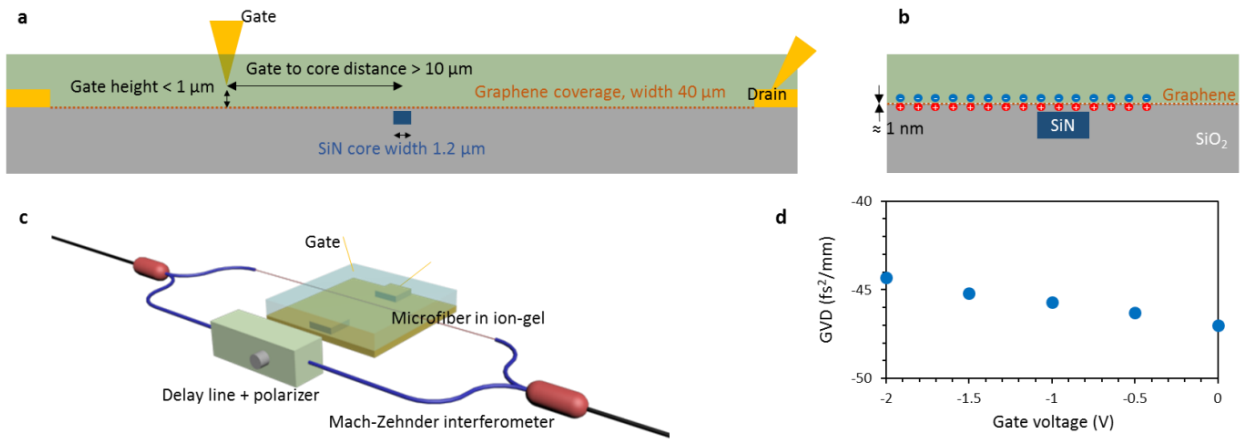 a
Gate
Gate to core distance > 10 μm
Gate height < 1 μm
Graphene coverage, width 40 μm
Drain
SiN core width 1.2 μm
b
Graphene
≈ 1 nm
SiN
SiO2
c
Gate
Microfiber in ion-gel
Delay line + polarizer
Mach-Zehnder interferometer
d
-40
-45
-50
GVD (fs²/mm)
-2
-1.5
-1
-0.5
0
Gate voltage (V)